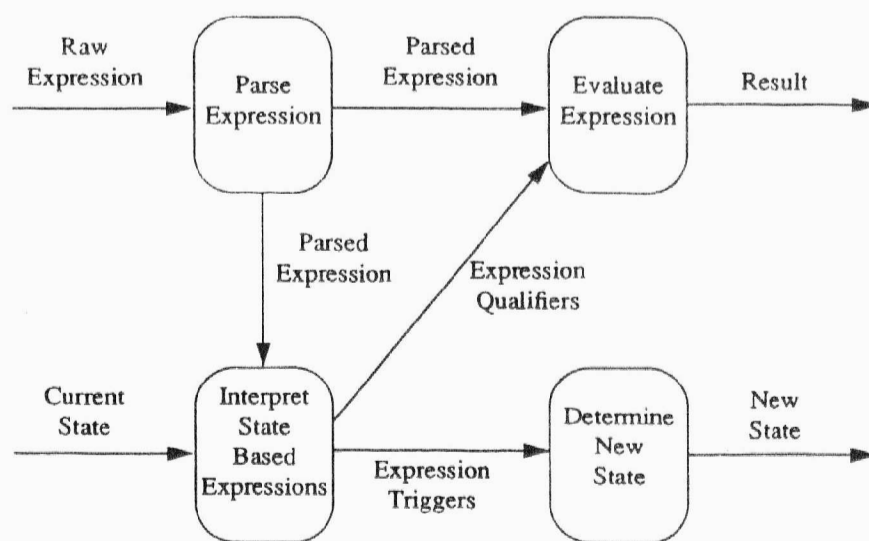 Raw
Expression
Parse
Expression
Parsed
Expression
Evaluate
Expression
Result
Parsed
Expression
Expression
Qualifiers
Current
State
Interpret
State
Based
Expressions
Expression
Triggers
Determine
New
State
New
State